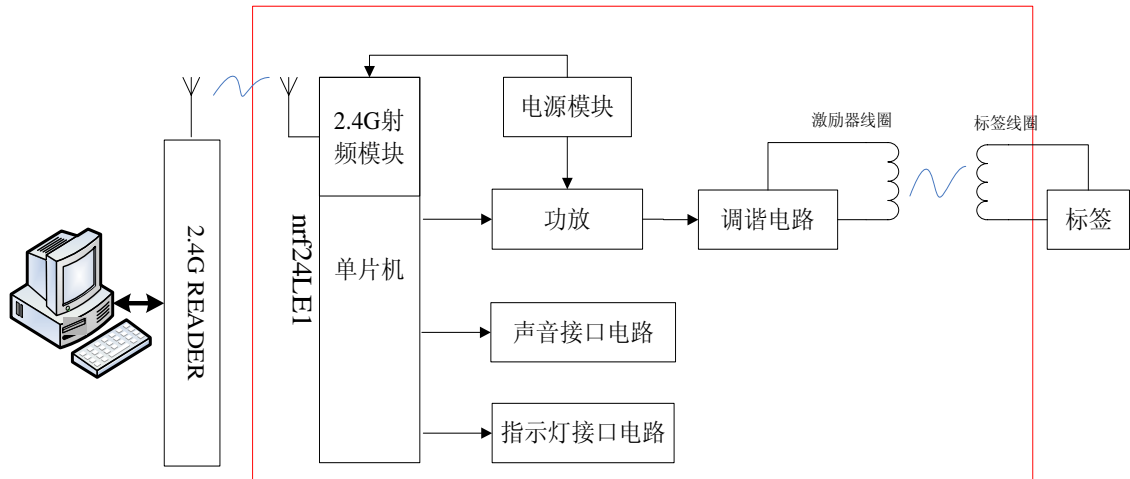 2.4G READER
nrf24LE1
2.4G射
频模块
单片机
电源模块
功放
声音接口电路
指示灯接口电路
调谐电路
激励器线圈
标签线圈
标签